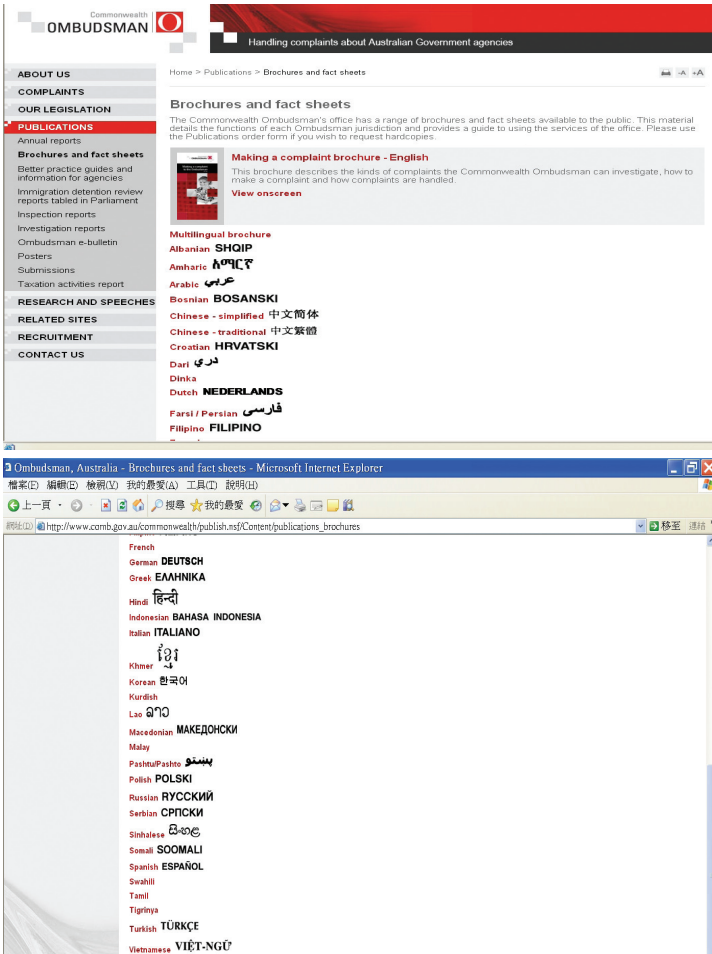 Commonwealth
OMBUDSMAN
Handling complaints about Australian Government agencies
ABOUT US
COMPLAINTS
OUR LEGISLATION
PUBLICATIONS
Annual reports
Brochures and fact sheets
Better practice guides and
information for agencies
Immigration detention review
reports tabled in Parliament
Inspection reports
Investigation reports
Ombudsman e-bulletin
Posters
Submissions
Taxation activities report
RESEARCH AND SPEECHES
RELATED SITES
RECRUITMENT
CONTACT US
Home > Publications > Brochures and fact sheets
-A +A
Brochures and fact sheets
The Commonwealth Ombudsman's office has a range of brochures and fact sheets available to the public. This material
details the functions of each Ombudsman jurisdiction and provides a guide to using the services of the office. Please use
the Publications order form if you wish to request hardcopies.
Making a complaint brochure - English
This brochure describes the kinds of complaints the Commonwealth Ombudsman can investigate, how to
make a complaint and how complaints are handled.
View onscreen
Multilingual brochure
Albanian SHQIP
Amharic አማርኛ
Arabic عربي
Bosnian BOSANSKI
Chinese - simplified 中文简体
Chinese - traditional 中文繁體
Croatian HRVATSKI
Dari دري
Dinka
Dutch NEDERLANDS
Farsi / Persian فارسی
Filipino FILIPINO
Ombudsman, Australia - Brochures and fact sheets - Microsoft Internet Explorer
檔案(F) 編輯(E) 檢視(V) 我的最愛(A) 工具(T) 說明(H)
上一頁 搜尋 我的最愛
網址(D) http://www.comb.gov.au/commonwealth/publish.nsf/Content/publications_brochures 移至 連結
French
German DEUTSCH
Greek ΕΛΛΗΝΙΚΑ
Hindi हिन्दी
Indonesian BAHASA INDONESIA
Italian ITALIANO
Khmer ខ្មែរ
Korean 한국어
Kurdish
Lao ລາວ
Macedonian МАКЕДОНСКИ
Malay
Pashtu/Pashto پښتو
Polish POLSKI
Russian РУССКИЙ
Serbian СРПСКИ
Sinhalese සිංහළ
Somali SOOMALI
Spanish ESPAÑOL
Swahili
Tamil
Tigrinya
Turkish TÜRKÇE
Vietnamese VIỆT-NGỮ